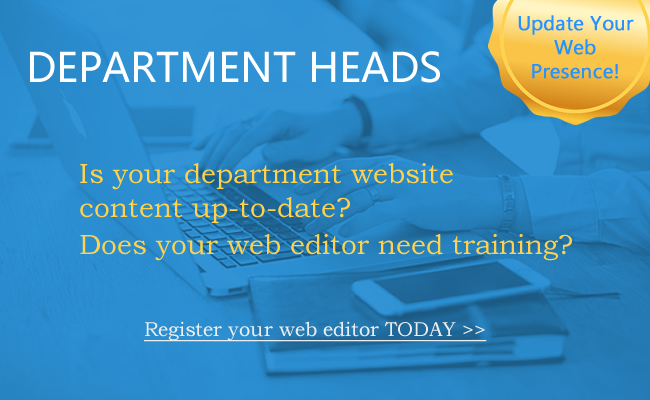 Update Your
Web
Presence!
DEPARTMENT HEADS
Is your department website
content up-to-date?
Does your web editor need training?
Register your web editor TODAY >>